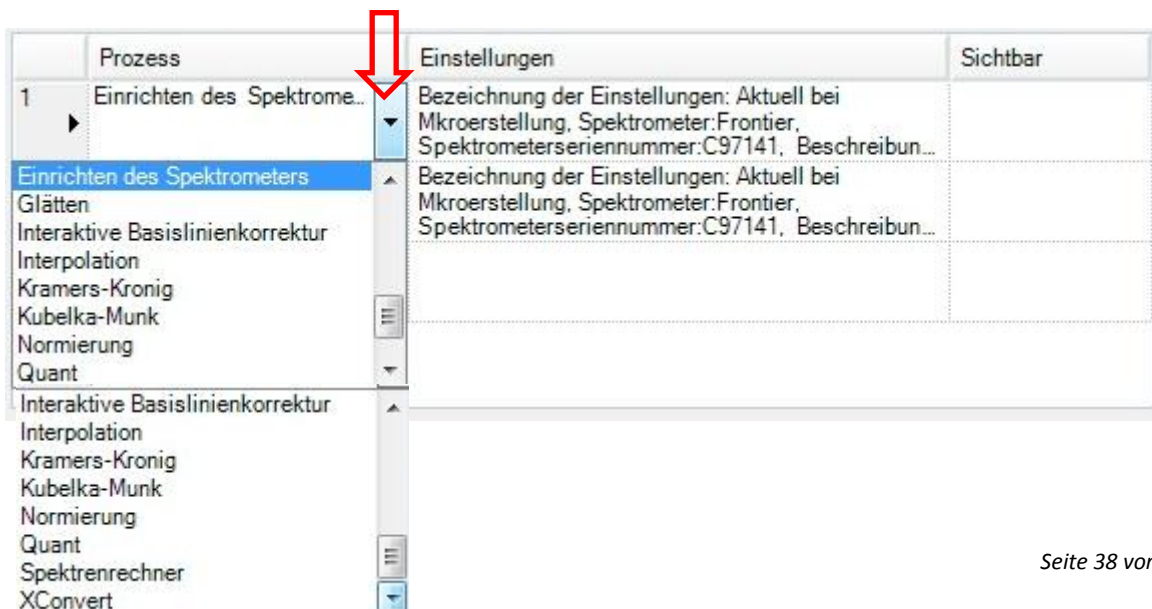 Prozess Einstellungen Sichtbar
1 Einrichten des Spektrome... Bezeichnung der Einstellungen: Aktuell bei
Mkroerstellung, Spektrometer:Frontier,
Spektrometerseriennummer:C97141, Beschreibun...
Einrichten des Spektrometers
Glätten
Interaktive Basislinienkorrektur
Interpolation
Kramers-Kronig
Kubelka-Munk
Normierung
Quant
Bezeichnung der Einstellungen: Aktuell bei
Mkroerstellung, Spektrometer:Frontier,
Spektrometerseriennummer:C97141, Beschreibun...
Interaktive Basislinienkorrektur
Interpolation
Kramers-Kronig
Kubelka-Munk
Normierung
Quant
Spektrenrechner
XConvert
Seite 38 von